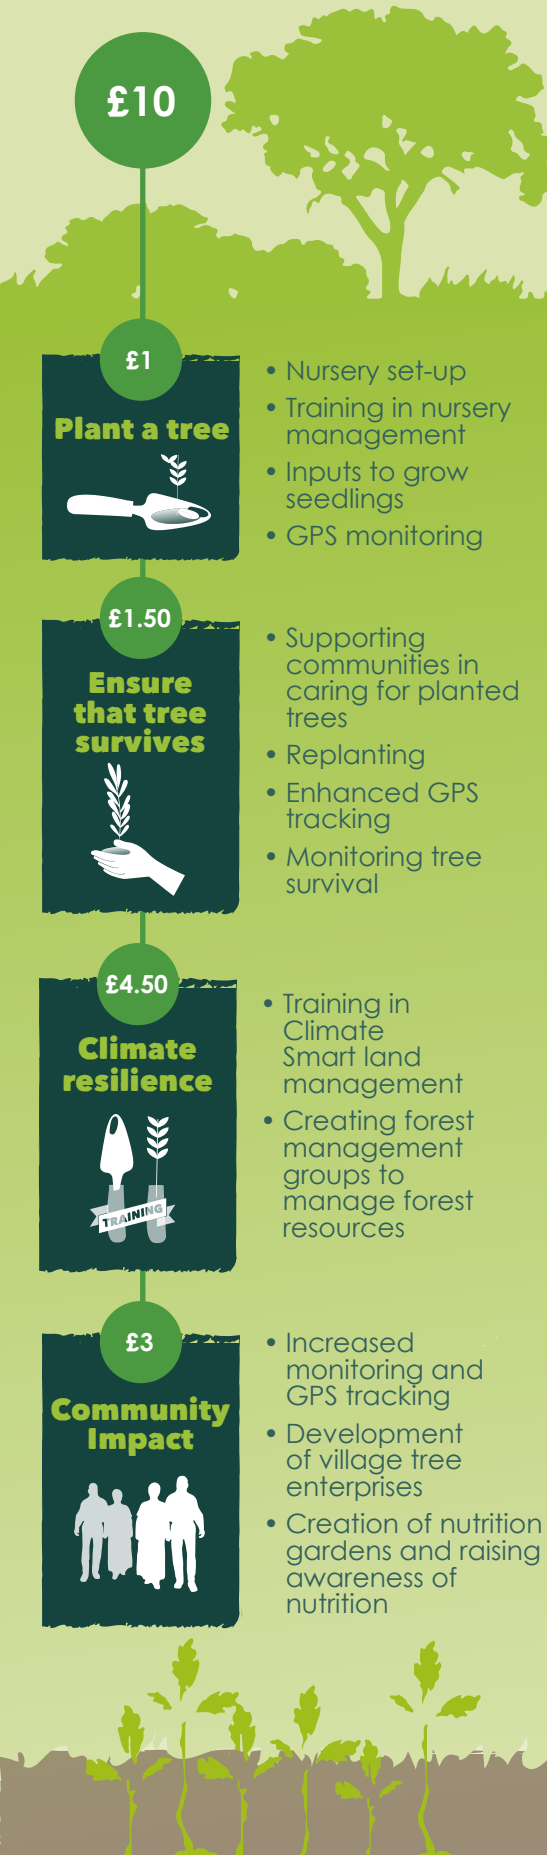 £10
£1
Plant a tree
• Nursery set-up
• Training in nursery
management
• Inputs to grow
seedlings
• GPS monitoring
£1.50
Ensure
that tree
survives
• Supporting
communities in
caring for planted
trees
• Replanting
• Enhanced GPS
tracking
• Monitoring tree
survival
£4.50
Climate
resilience
TRAINING
• Training in
Climate
Smart land
management
• Creating forest
management
groups to
manage forest
resources
£3
Community
Impact
• Increased
monitoring and
GPS tracking
• Development
of village tree
enterprises
• Creation of nutrition
gardens and raising
awareness of
nutrition